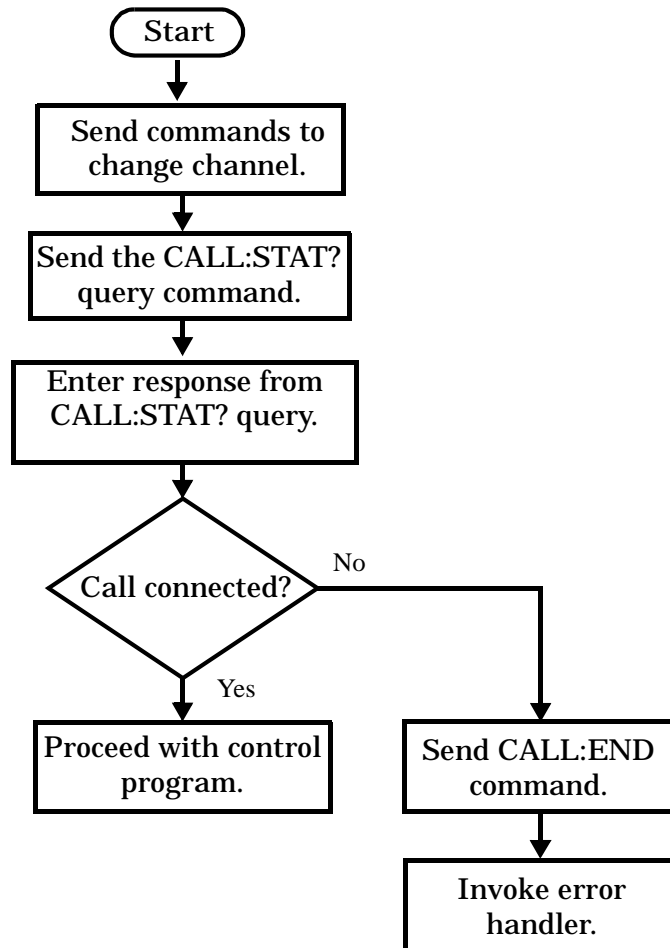 Start
Send commands to
change channel.
Send the CALL:STAT?
query command.
Enter response from
CALL:STAT? query.
Call connected?
No
Yes
Proceed with control
program.
Send CALL:END
command.
Invoke error
handler.